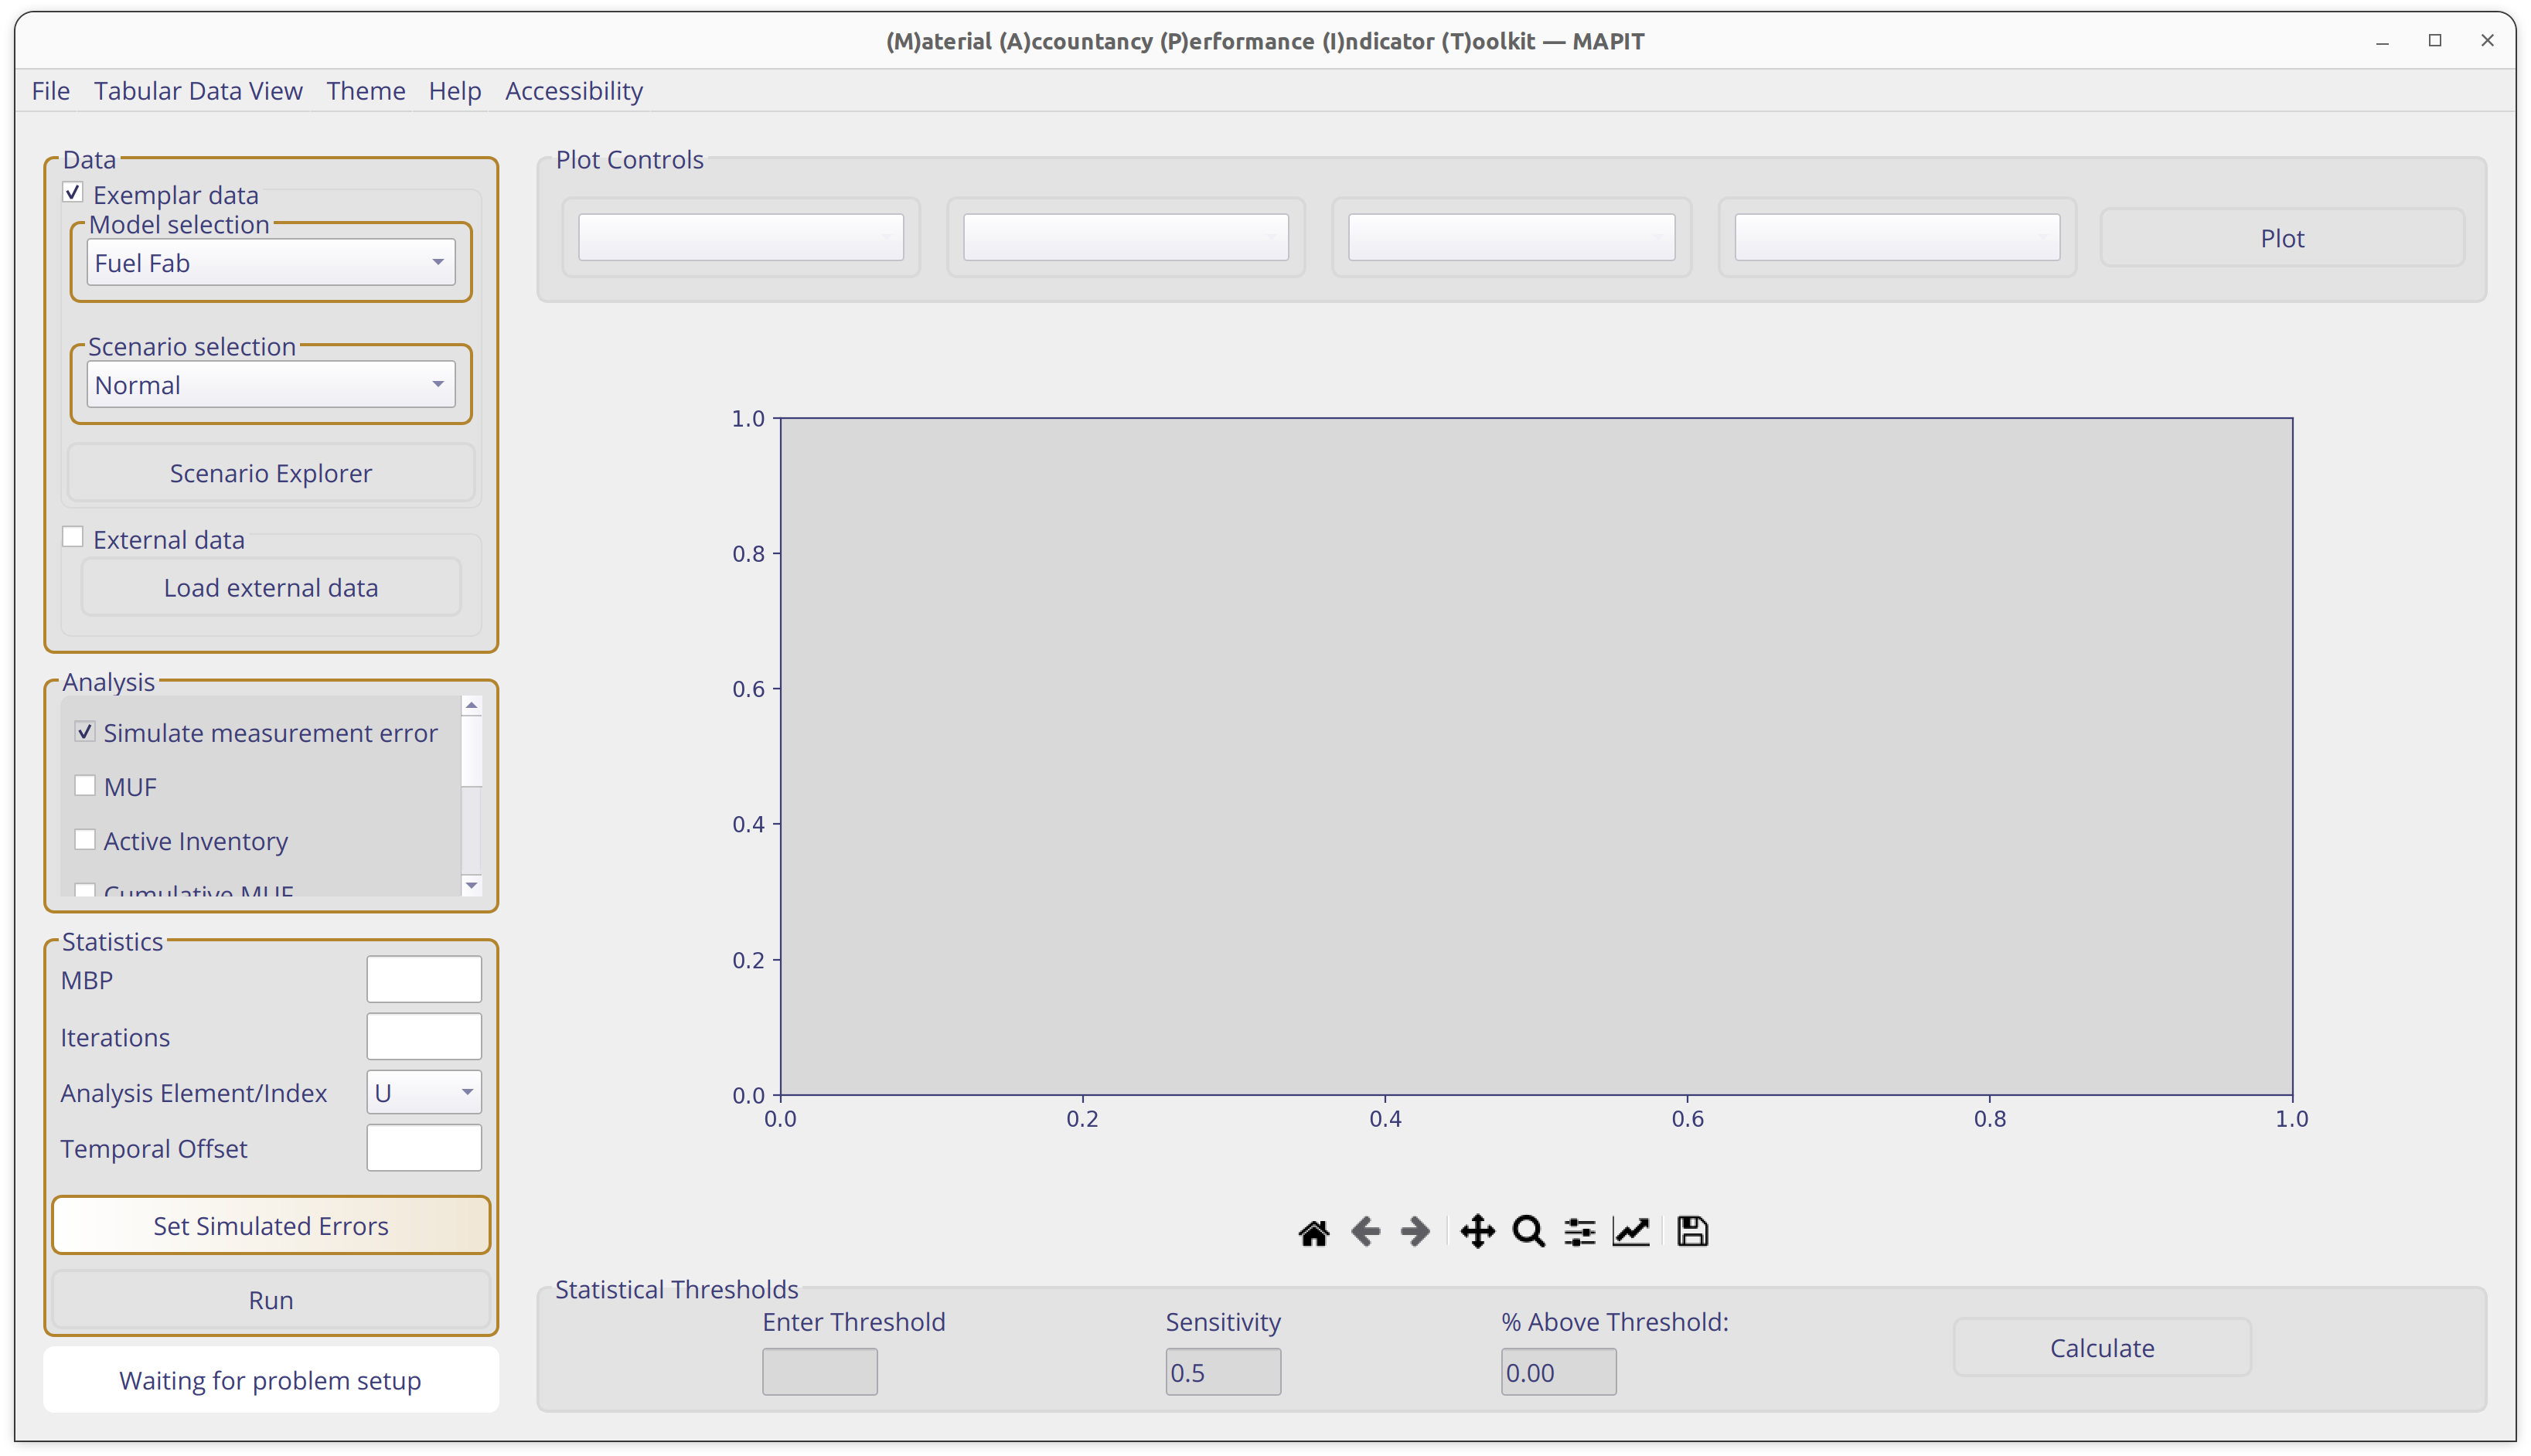 (M)aterial (A)ccountancy (P)erformance (I)ndicator (T)oolkit — MAPIT
File Tabular Data View Theme Help Accessibility
Data
Exemplar data
Model selection
Fuel Fab
Scenario selection
Normal
Scenario Explorer
External data
Load external data
Analysis
Simulate measurement error
MUF
Active Inventory
Cumulative MUF
Statistics
MBP
Iterations
Analysis Element/Index U
Temporal Offset
Set Simulated Errors
Run
Waiting for problem setup
Plot Controls
Plot
1.0
0.8
0.6
0.4
0.2
0.0
0.0 0.2 0.4 0.6 0.8 1.0
Statistical Thresholds
Enter Threshold Sensitivity % Above Threshold:
0.5 0.00 Calculate